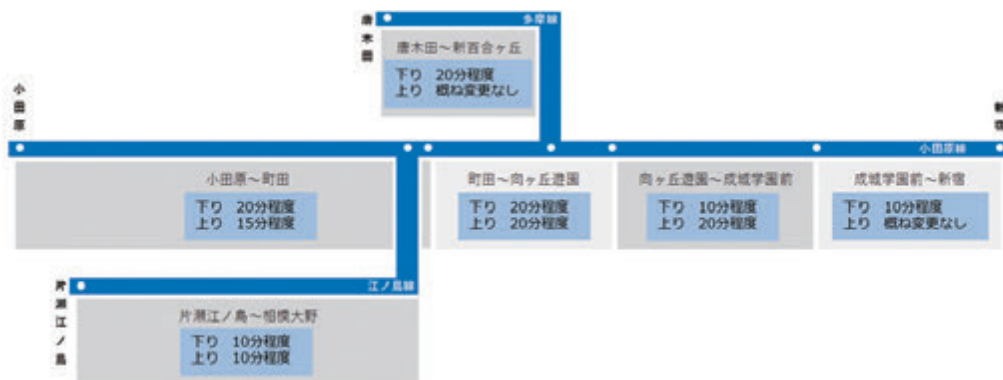 唐木田
多摩線
唐木田~新百合ヶ丘
下り 20分程度
上り 概ね変更なし
小田原
新宿
小田原線
小田原~町田
下り 20分程度
上り 15分程度
町田~向ヶ丘遊園
下り 20分程度
上り 20分程度
向ヶ丘遊園~成城学園前
下り 10分程度
上り 20分程度
成城学園前~新宿
下り 10分程度
上り 概ね変更なし
片瀬江ノ島
江ノ島線
片瀬江ノ島~相模大野
下り 10分程度
上り 10分程度